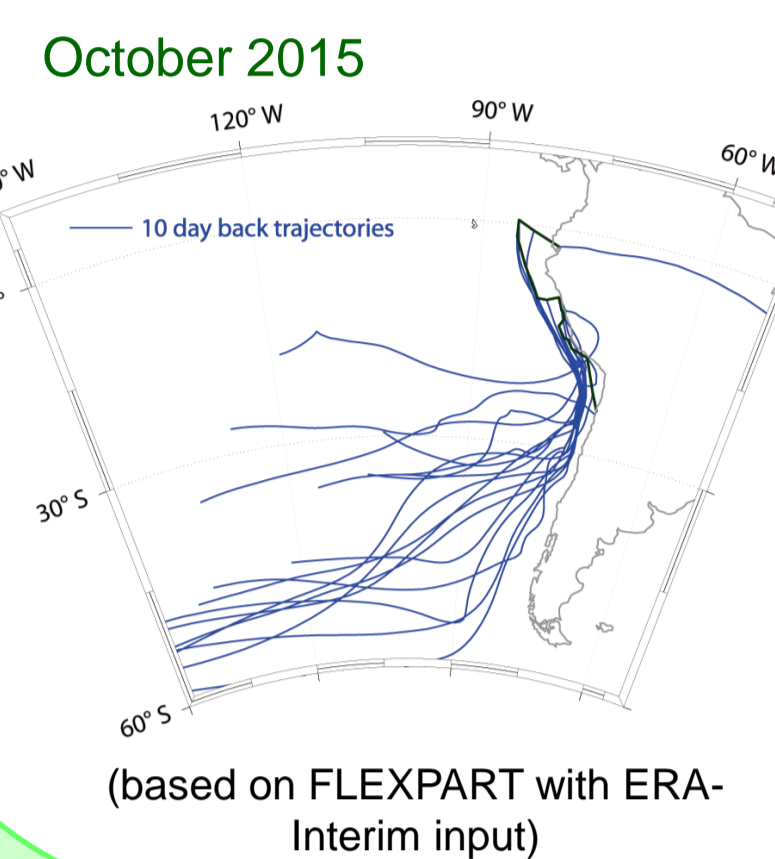 October 2015
120° W
90° W
60° W
° W
10 day back trajectories
30° S
60° S
(based on FLEXPART with ERA-
Interim input)